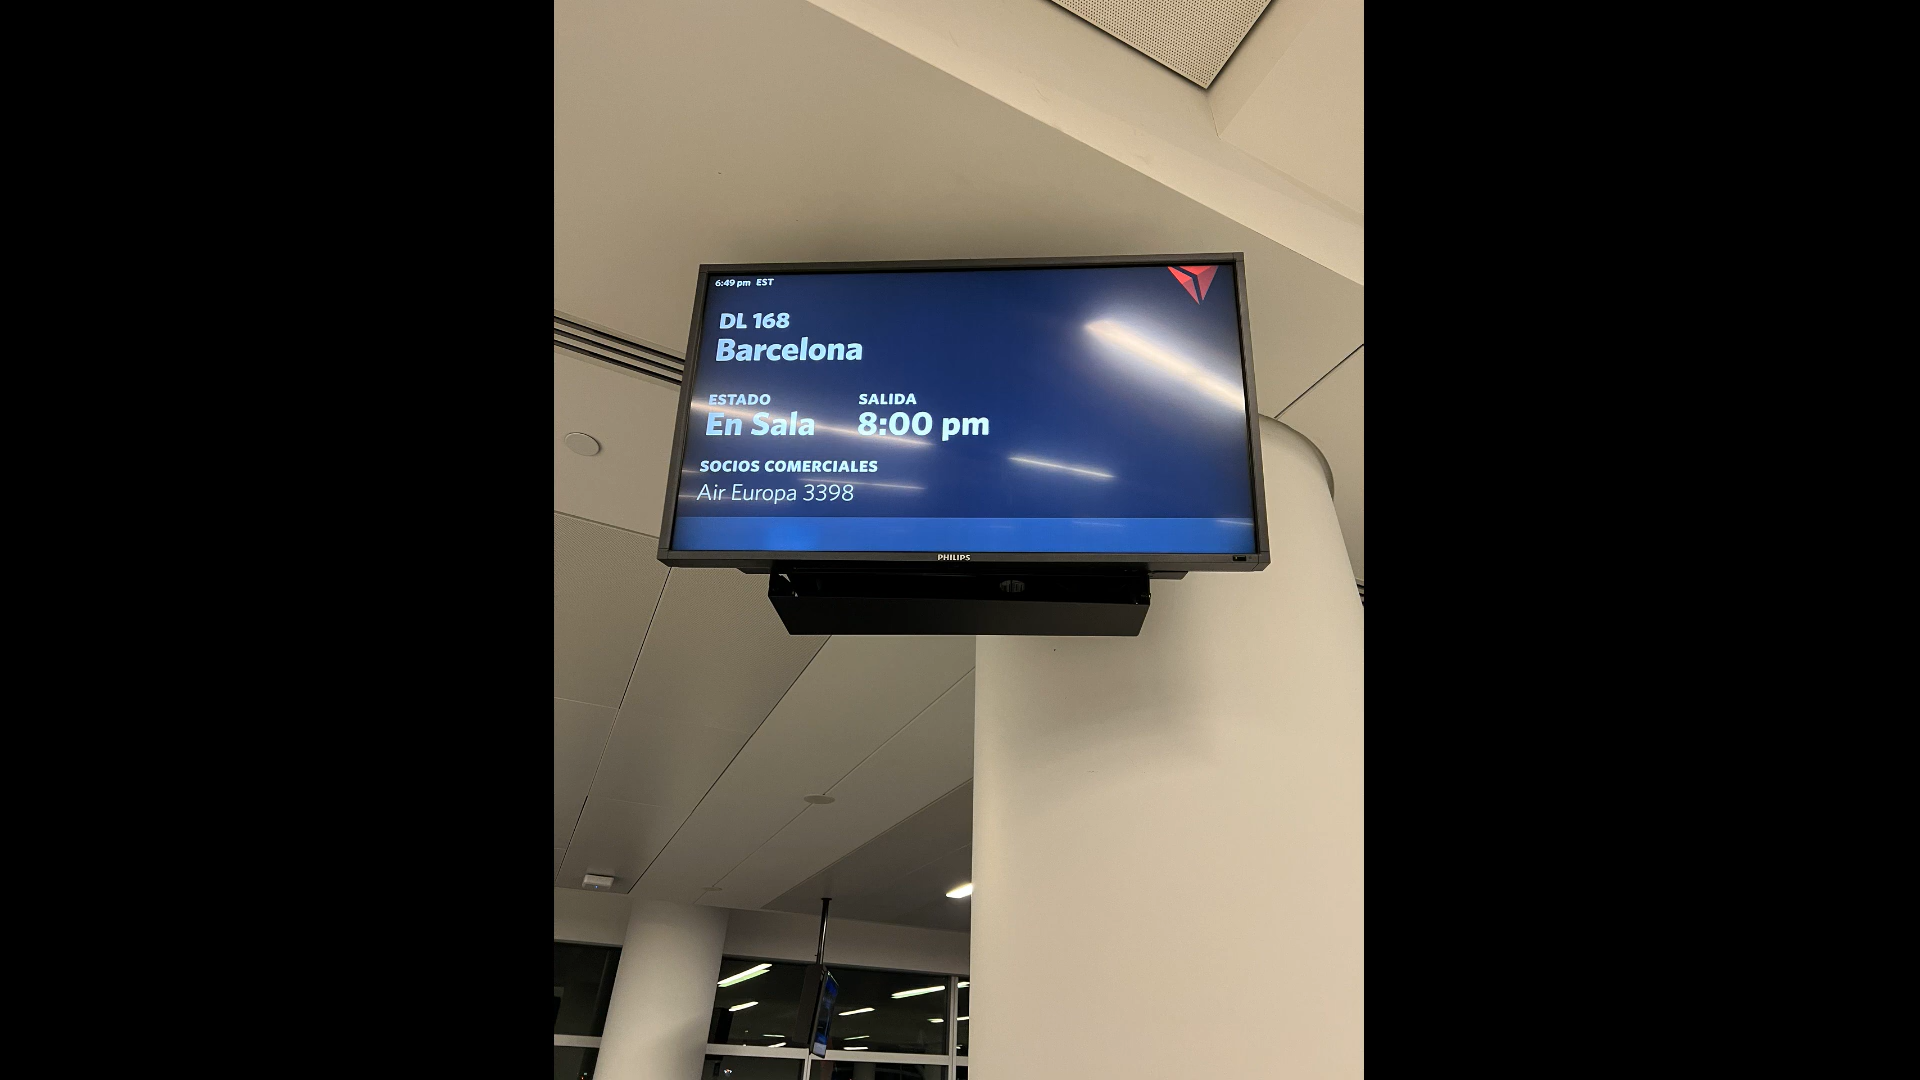 6:49 pm EST
DL 168
Barcelona
ESTADO SALIDA
En Sala 8:00 pm
SOCIOS COMERCIALES
Air Europa 3398
PHILIPS